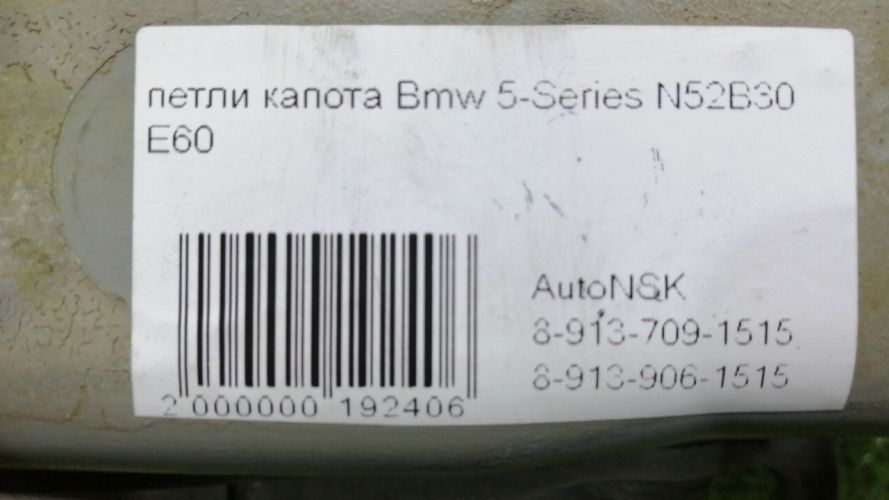 петли капота Bmw 5-Series N52B30
E60
AutoNSK
8-913-709-1515
8-913-906-1515
2 000000 192406